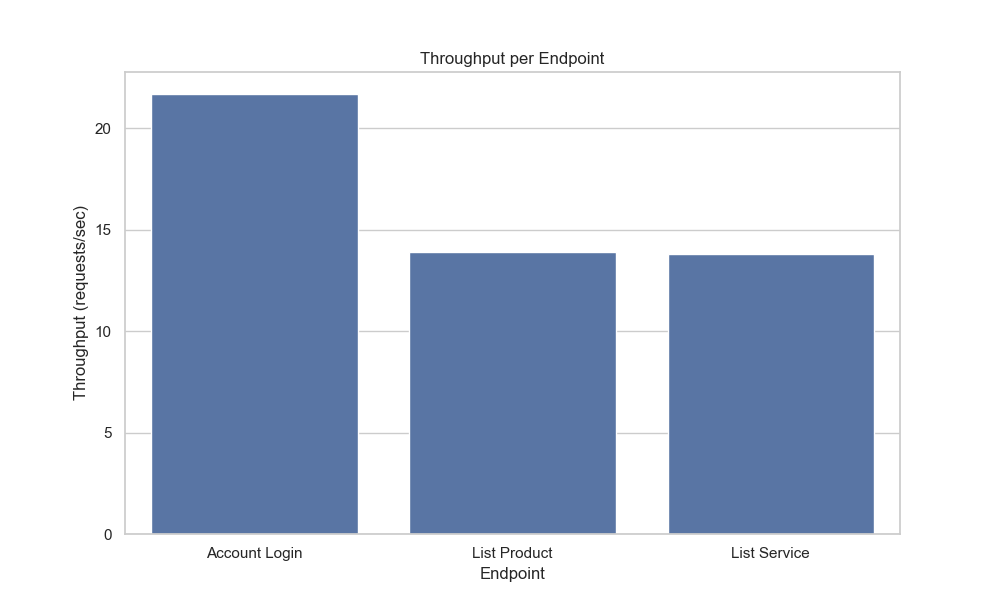 Throughput per Endpoint
Throughput (requests/sec)
20
15
10
5
0
Account Login
List Product
List Service
Endpoint